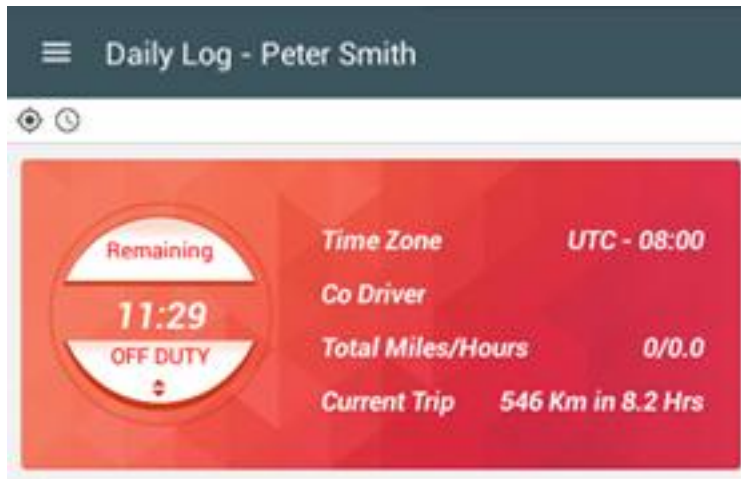 Daily Log - Peter Smith
Remaining
11:29
OFF DUTY
Time Zone UTC - 08:00
Co Driver
Total Miles/Hours 0/0.0
Current Trip 546 Km in 8.2 Hrs